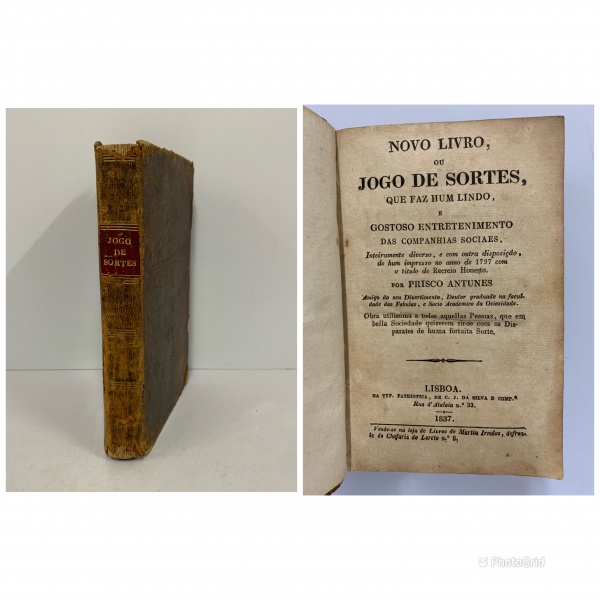 JOGO
DE
SORTES
NOVO LIVRO,
OU
JOGO DE SORTES,
QUE FAZ HUM LINDO,
E
GOSTOSO ENTRETENIMENTO
DAS COMPANHIAS SOCIAES,
Inteiramente diverso, e com outra disposição,
de hum impresso no anno de 1797 com
o titulo de Recreio Honesto.
POR PRISCO ANTUNES
Amigo do seu Divertimento, Doutor graduado na facul-
dade das Fabulas, e Socio Academico da Ociosidade.
Obra utilissima a todas aquellas Pessoas, que em
bella Sociedade quizerem rir-se com os Dis-
parates de huma fortuita Sorte.
LISBOA.
NA TYP. PATRIOTICA, DE C. J. DA SILVA E COMP.ª
Rua d'Atalaia n.º 33.
1837.
Vende-se na loja de Livros de Martin Irmãos, defron-
te do Chafariz do Loreto n.º 6.
PhotoGrid